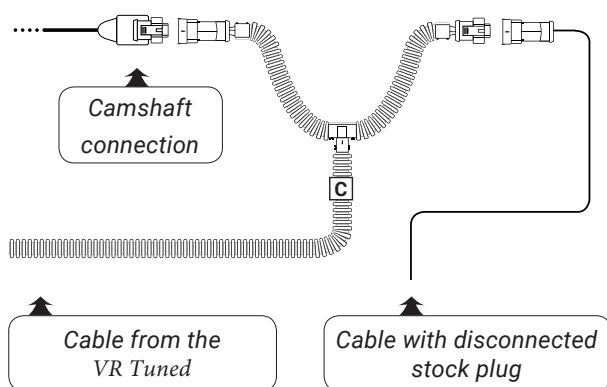 Camshaft
connection
C
Cable from the
VR Tuned
Cable with disconnected
stock plug